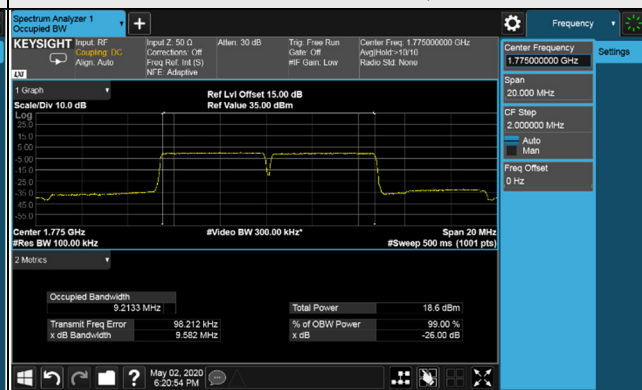 Spectrum Analyzer 1
Occupied BW
+
Frequency
KEYSIGHT
Input: RF
Coupling: DC
Align: Auto
Input Z: 50 Ω
Corrections: Off
Freq Ref: Int (S)
NFE: Adaptive
Atten: 30 dB
Trig: Free Run
Gate: Off
#IF Gain: Low
Center Freq: 1.775000000 GHz
Avg|Hold:>10/10
Radio Std: None
LXI
Center Frequency
1.775000000 GHz
Settings
Span
20.000 MHz
CF Step
2.000000 MHz
Auto
Man
Freq Offset
0 Hz
1 Graph
Scale/Div 10.0 dB
Ref Lvl Offset 15.00 dB
Ref Value 35.00 dBm
Log
25.0
15.0
5.00
-5.00
-15.0
-25.0
-35.0
-45.0
-55.0
Center 1.775 GHz
#Res BW 100.00 kHz
#Video BW 300.00 kHz*
Span 20 MHz
#Sweep 500 ms (1001 pts)
2 Metrics
Occupied Bandwidth
9.2133 MHz
Total Power 18.6 dBm
Transmit Freq Error 98.212 kHz
% of OBW Power 99.00 %
x dB Bandwidth 9.582 MHz
x dB -26.00 dB
?
May 02, 2020
6:20:54 PM